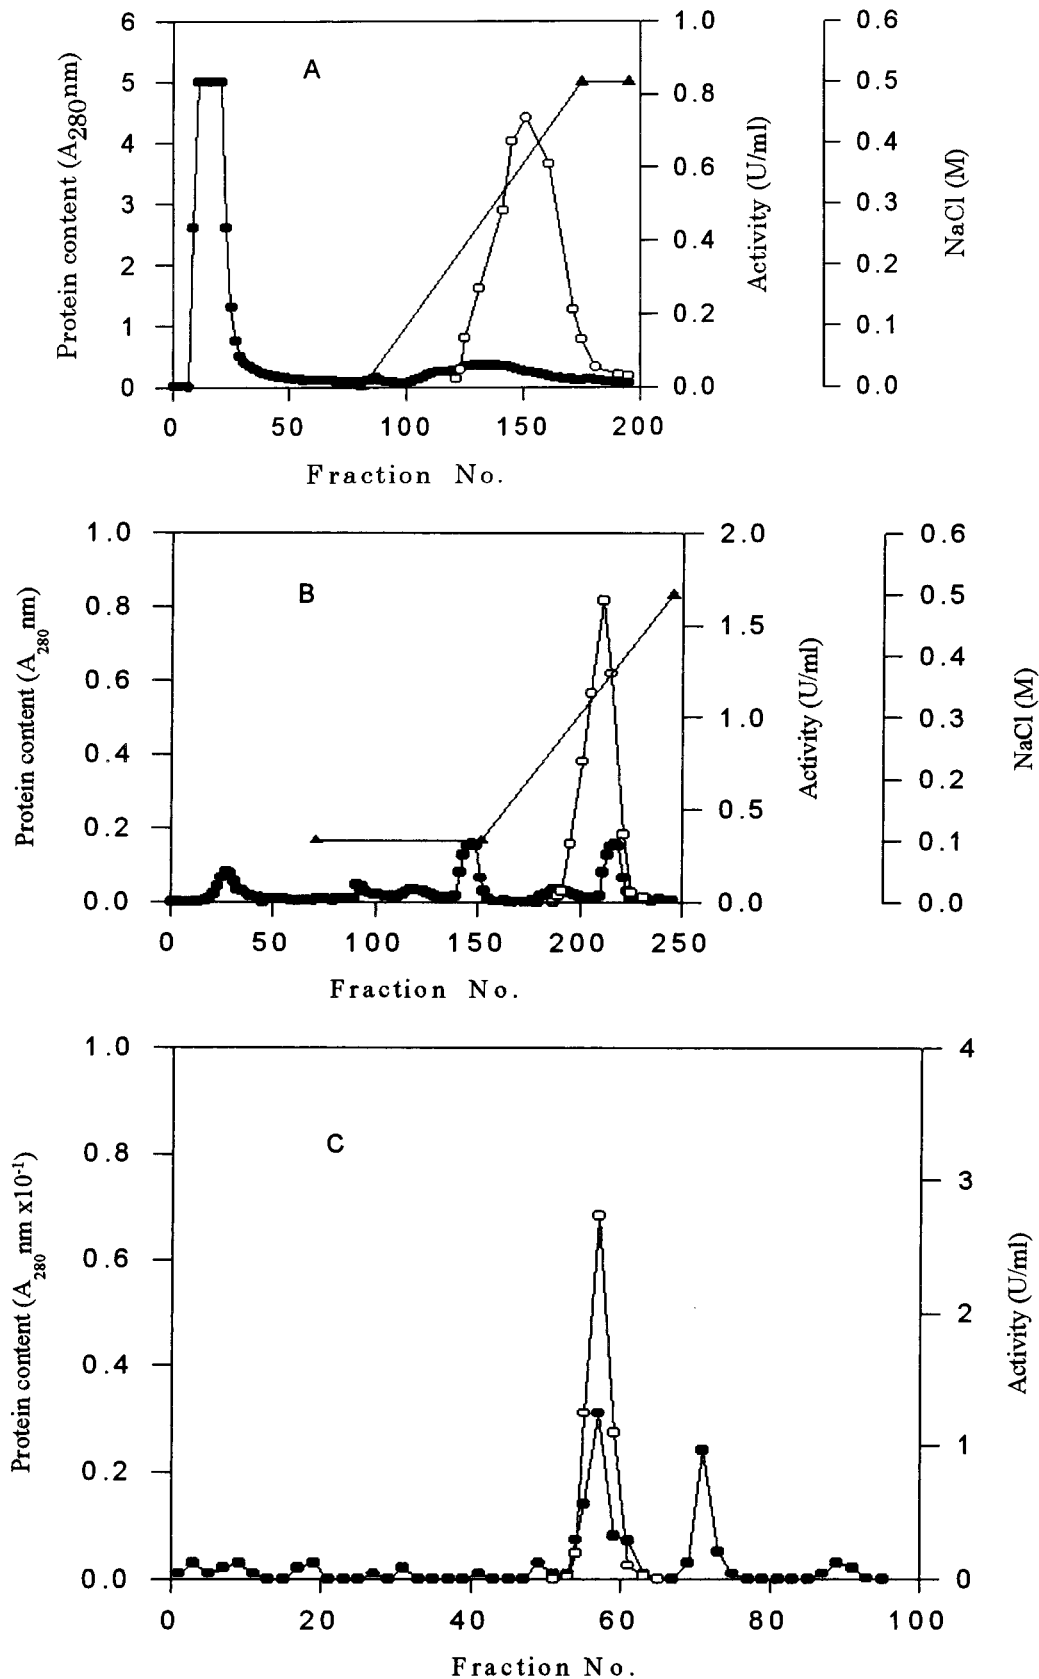 A
Protein content (A280nm)
6
5
4
3
2
1
0
1.0
0.8
0.6
0.4
0.2
0.0
Activity (U/ml)
0.6
0.5
0.4
0.3
0.2
0.1
0.0
NaCl (M)
0 50 100 150 200
Fraction No.
B
Protein content (A280nm)
1.0
0.8
0.6
0.4
0.2
0.0
2.0
1.5
1.0
0.5
0.0
Activity (U/ml)
0.6
0.5
0.4
0.3
0.2
0.1
0.0
NaCl (M)
0 50 100 150 200 250
Fraction No.
C
Protein content (A280nm x10-1)
1.0
0.8
0.6
0.4
0.2
0.0
4
3
2
1
0
Activity (U/ml)
0 20 40 60 80 100
Fraction No.